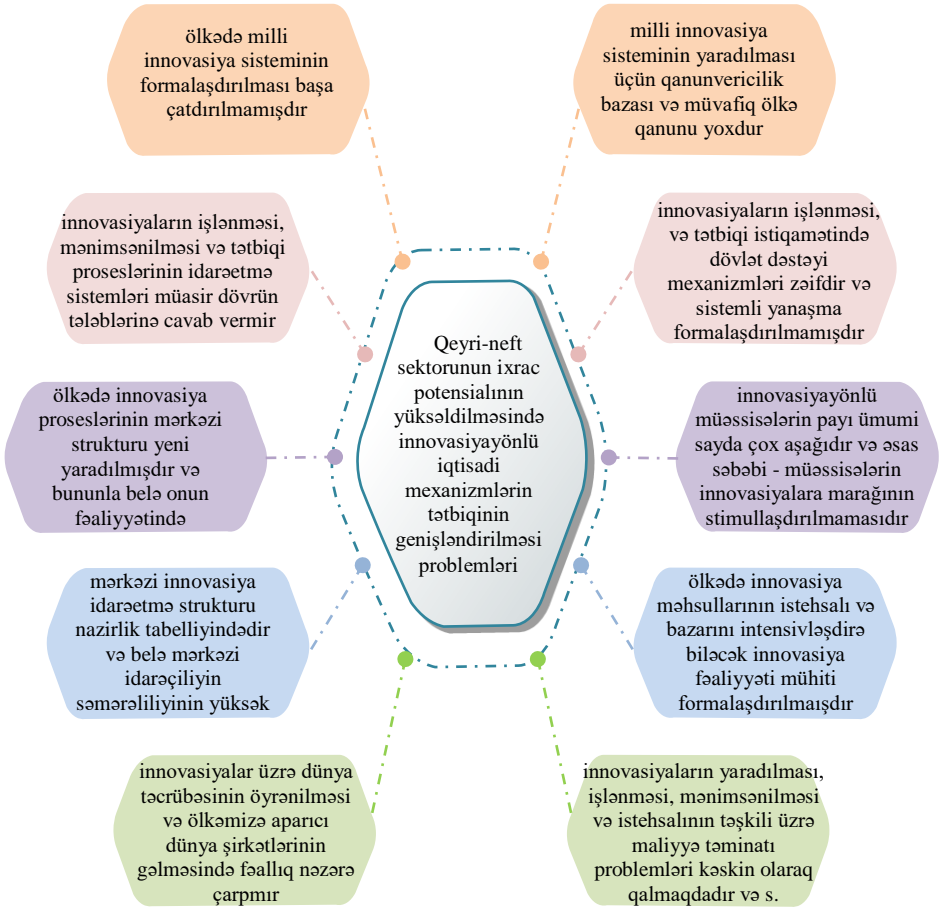 ölkədə milli
innovasiya sisteminin
formalaşdırılması başa
çatdırılmamışdır
milli innovasiya
sisteminin yaradılması
üçün qanunvericilik
bazası və müvafiq ölkə
qanunu yoxdur
innovasiyaların işlənməsi,
mənimsənilməsi və tətbiqi
proseslərinin idarəetmə
sistemləri müasir dövrün
tələblərinə cavab vermir
innovasiyaların işlənməsi,
və tətbiqi istiqamətində
dövlət dəstəyi
mexanizmləri zəifdir və
sistemli yanaşma
formalaşdırılmamışdır
Qeyri-neft
sektorunun ixrac
potensialının
yüksəldilməsində
innovasiyayönlü
iqtisadi
mexanizmlərin
tətbiqinin
genişləndirilməsi
problemləri
ölkədə innovasiya
proseslərinin mərkəzi
strukturu yeni
yaradılmışdır və
bununla belə onun
fəaliyyətində
innovasiyayönlü
müəssisələrin payı ümumi
sayda çox aşağıdır və əsas
səbəbi - müəssisələrin
innovasiyalara marağının
stimullaşdırılmamasıdır
mərkəzi innovasiya
idarəetmə strukturu
nazirlik tabelliyindədir
və belə mərkəzi
idarəçiliyin
səmərəliliyinin yüksək
ölkədə innovasiya
məhsullarının istehsalı və
bazarını intensivləşdirə
biləcək innovasiya
fəaliyyəti mühiti
formalaşdırılmaışdır
innovasiyalar üzrə dünya
təcrübəsinin öyrənilməsi
və ölkəmizə aparıcı
dünya şirkətlərinin
gəlməsində fəallıq nəzərə
çarpmır
innovasiyaların yaradılması,
işlənməsi, mənimsənilməsi
və istehsalının təşkili üzrə
maliyyə təminatı
problemləri kəskin olaraq
qalmaqdadır və s.